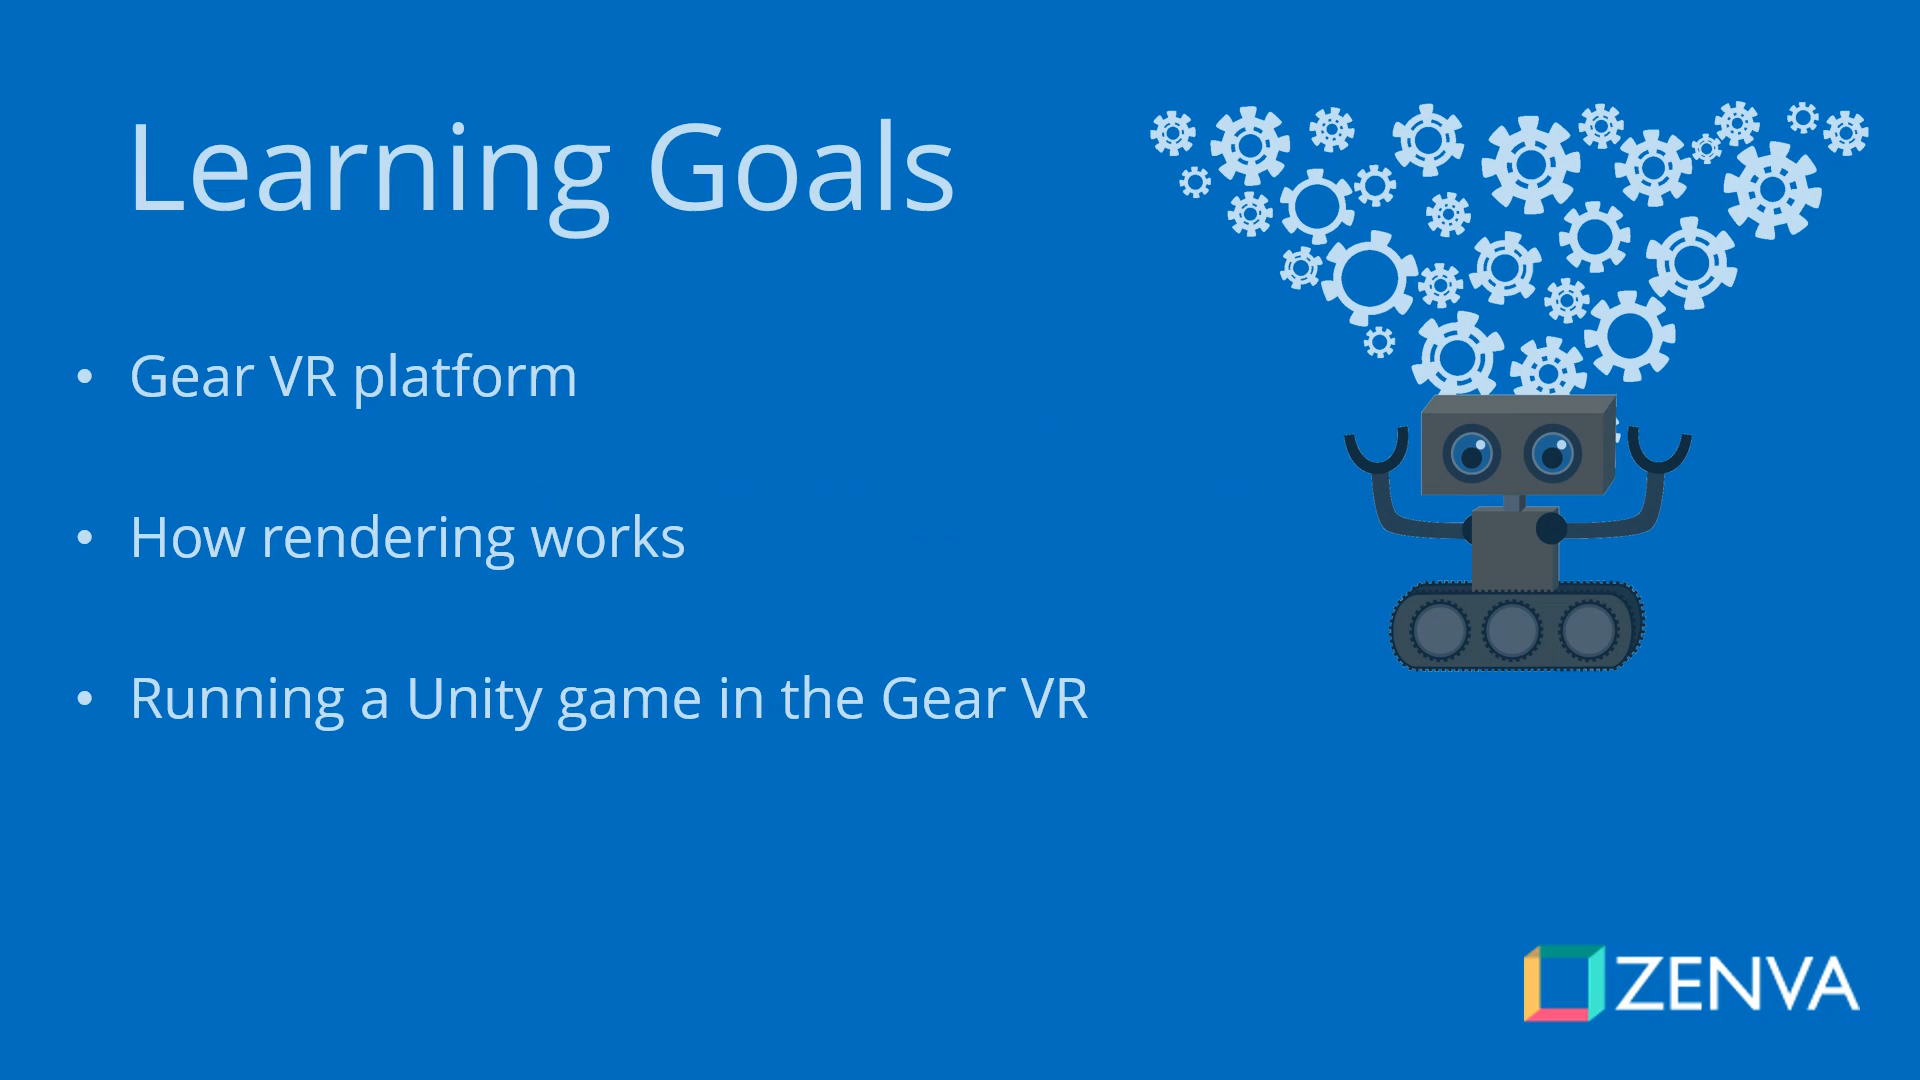 Learning Goals
• Gear VR platform
• How rendering works
• Running a Unity game in the Gear VR
ZENVA